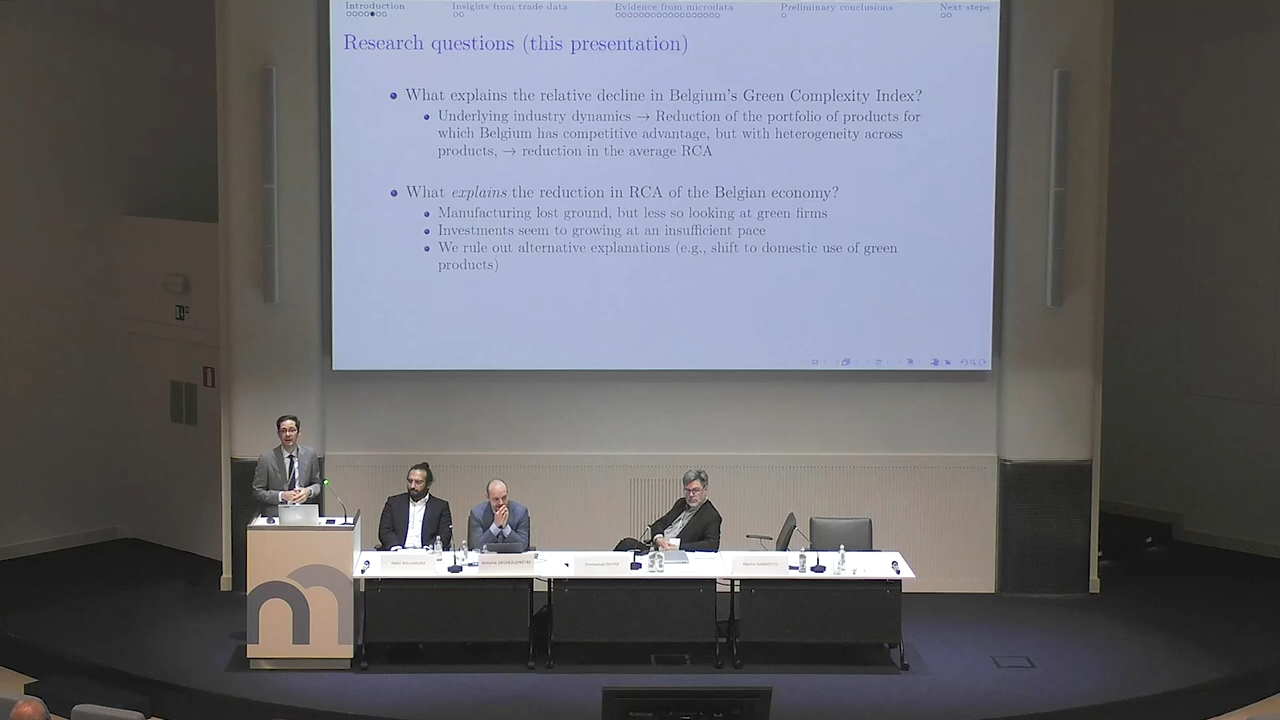 Introduction Insights from trade data Evidence from microdata Preliminary conclusions Next steps
Research questions (this presentation)
What explains the relative decline in Belgium's Green Complexity Index?
Underlying industry dynamics → Reduction of the portfolio of products for
which Belgium has competitive advantage, but with heterogeneity across
products, → reduction in the average RCA
What explains the reduction in RCA of the Belgian economy?
Manufacturing lost ground, but less so looking at green firms
Investments seem to growing at an insufficient pace
We rule out alternative explanations (e.g., shift to domestic use of green
products)